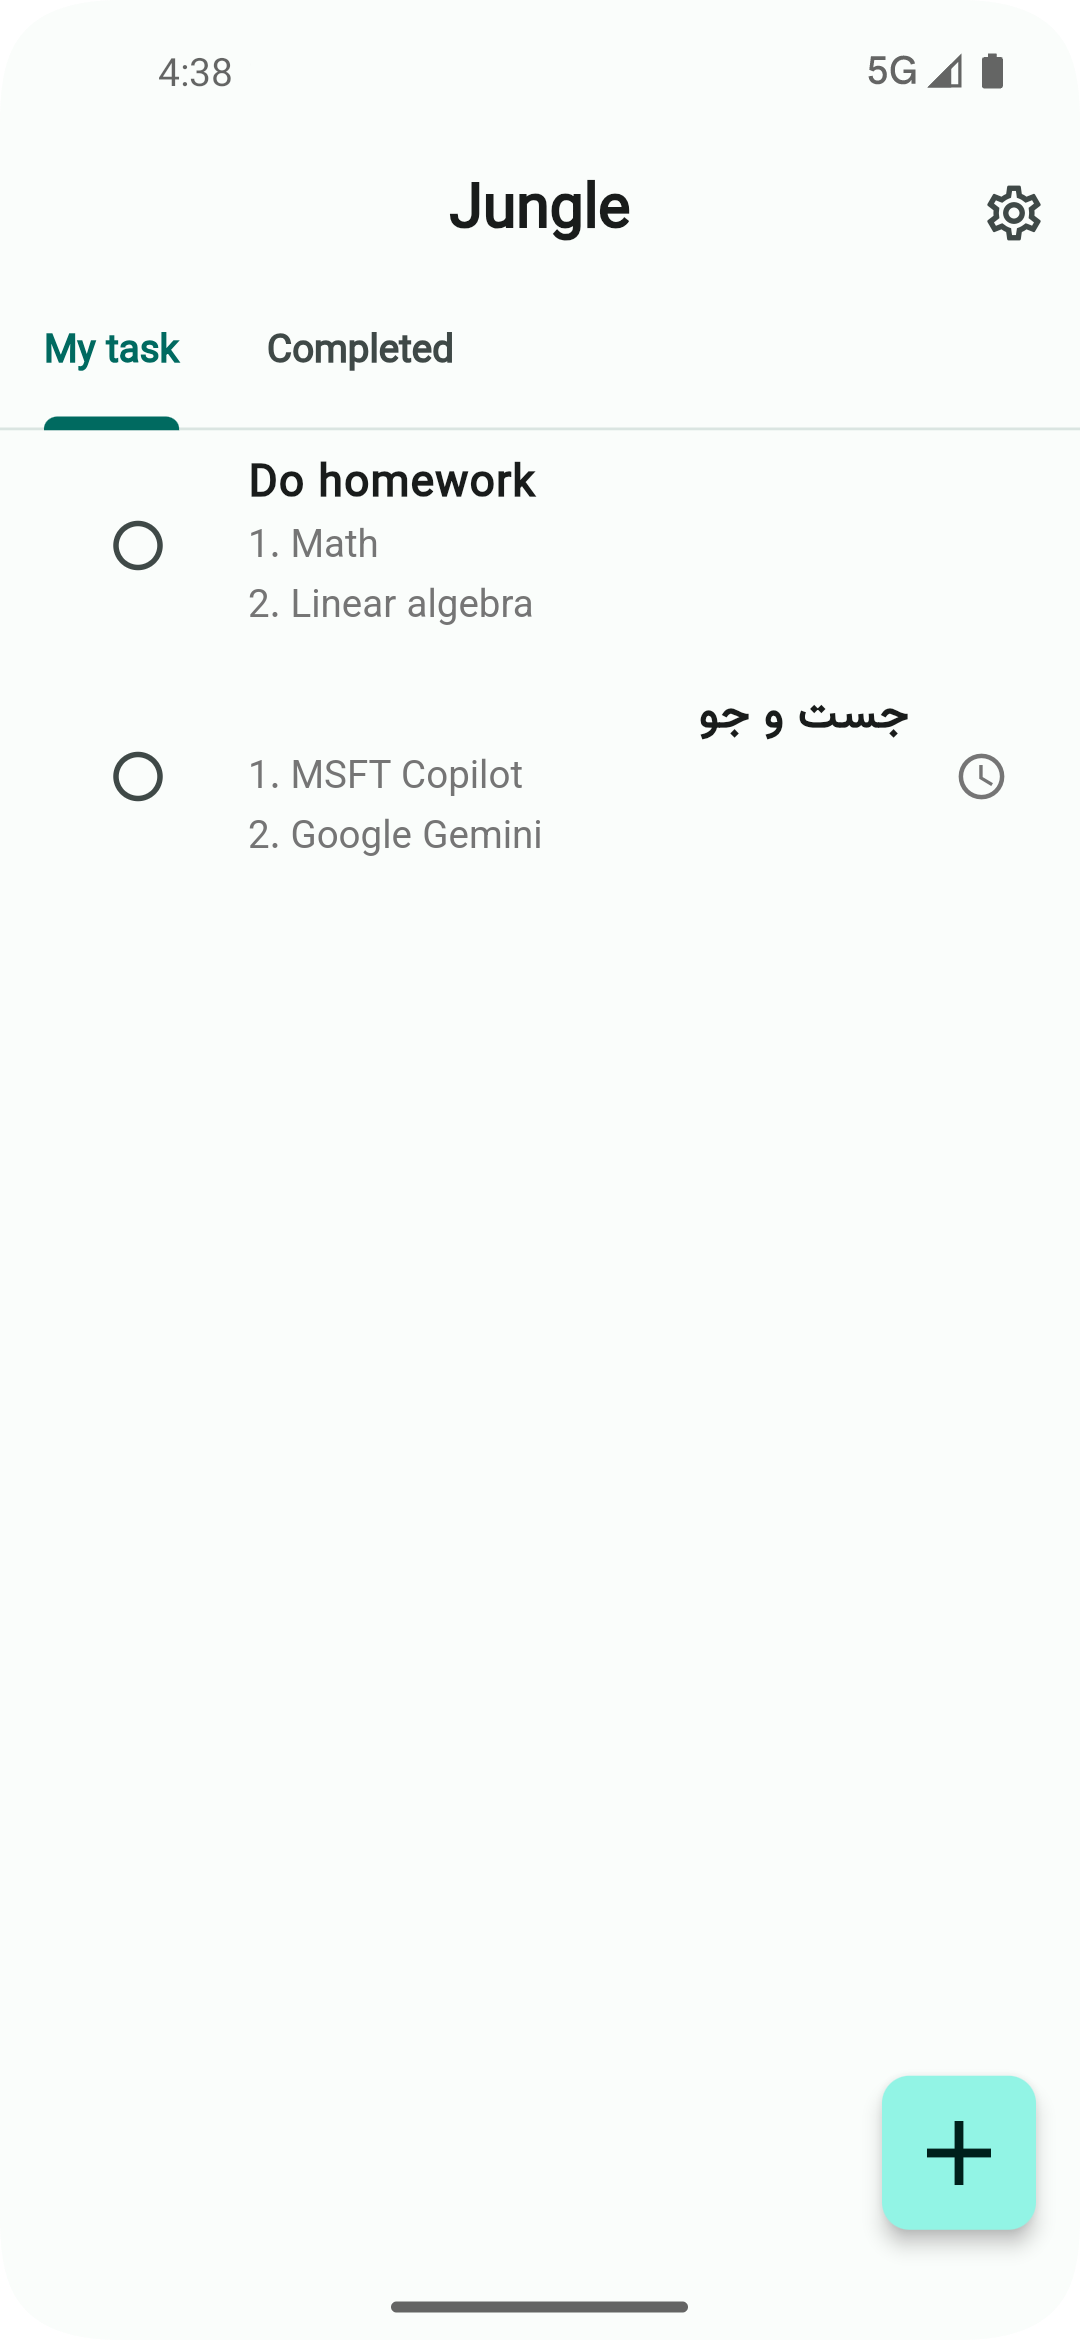 4:38
5G
Jungle
My task
Completed
Do homework
1. Math
2. Linear algebra
جست و جو
1. MSFT Copilot
2. Google Gemini